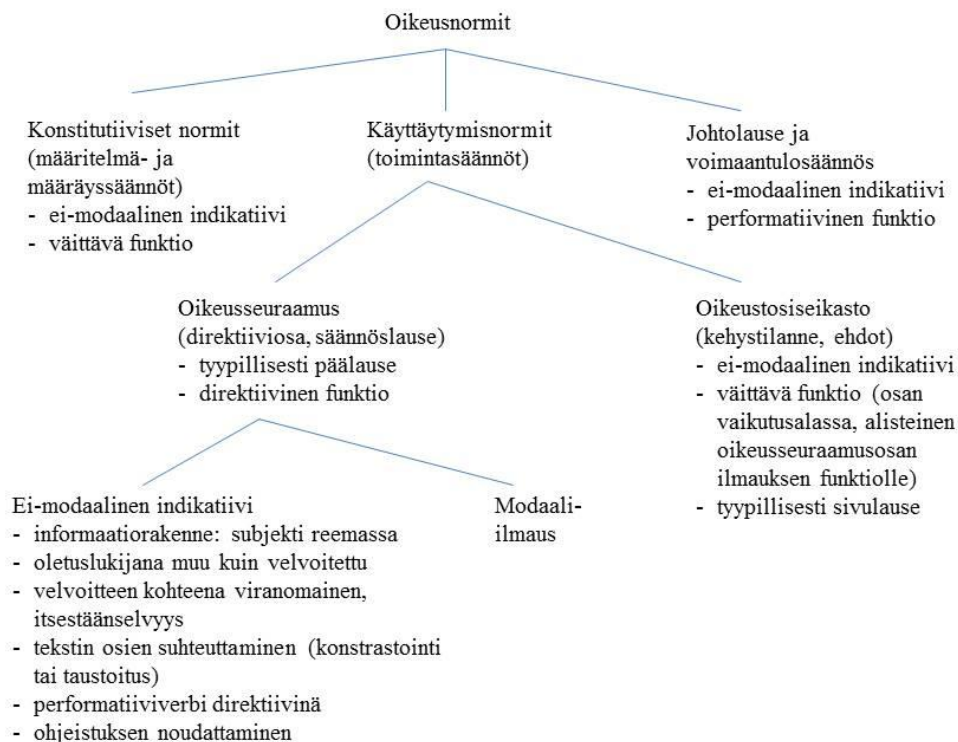 Oikeusnormit
Konstitutiiviset normit
(määritelmä- ja
määräyssäännöt)
- ei-modaalinen indikatiivi
- väittävä funktio
Käyttäytymisnormit
(toimintasäännöt)
Johtolause ja
voimaantulosäännös
- ei-modaalinen indikatiivi
- performatiivinen funktio
Oikeusseuraamus
(direktiiviosa, säännöslause)
- tyypillisesti päälause
- direktiivinen funktio
Oikeustosiseikasto
(kehystilanne, ehdot)
- ei-modaalinen indikatiivi
- väittävä funktio (osan
vaikutusalassa, alisteinen
oikeusseuraamusosan
ilmauksen funktiolle)
- tyypillisesti sivulause
Ei-modaalinen indikatiivi
- informaatiorakenne: subjekti reemassa
- oletuslukijana muu kuin velvoitettu
- velvoitteen kohteena viranomainen,
itsestäänselvyys
- tekstin osien suhteuttaminen (konstrastointi
tai taustoitus)
- performatiiviverbi direktiivinä
- ohjeistuksen noudattaminen
Modaali-
ilmaus